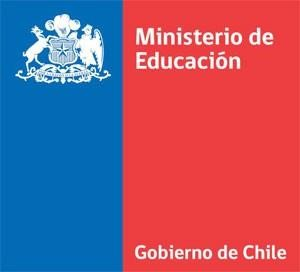 Ministerio de
Educación
Gobierno de Chile